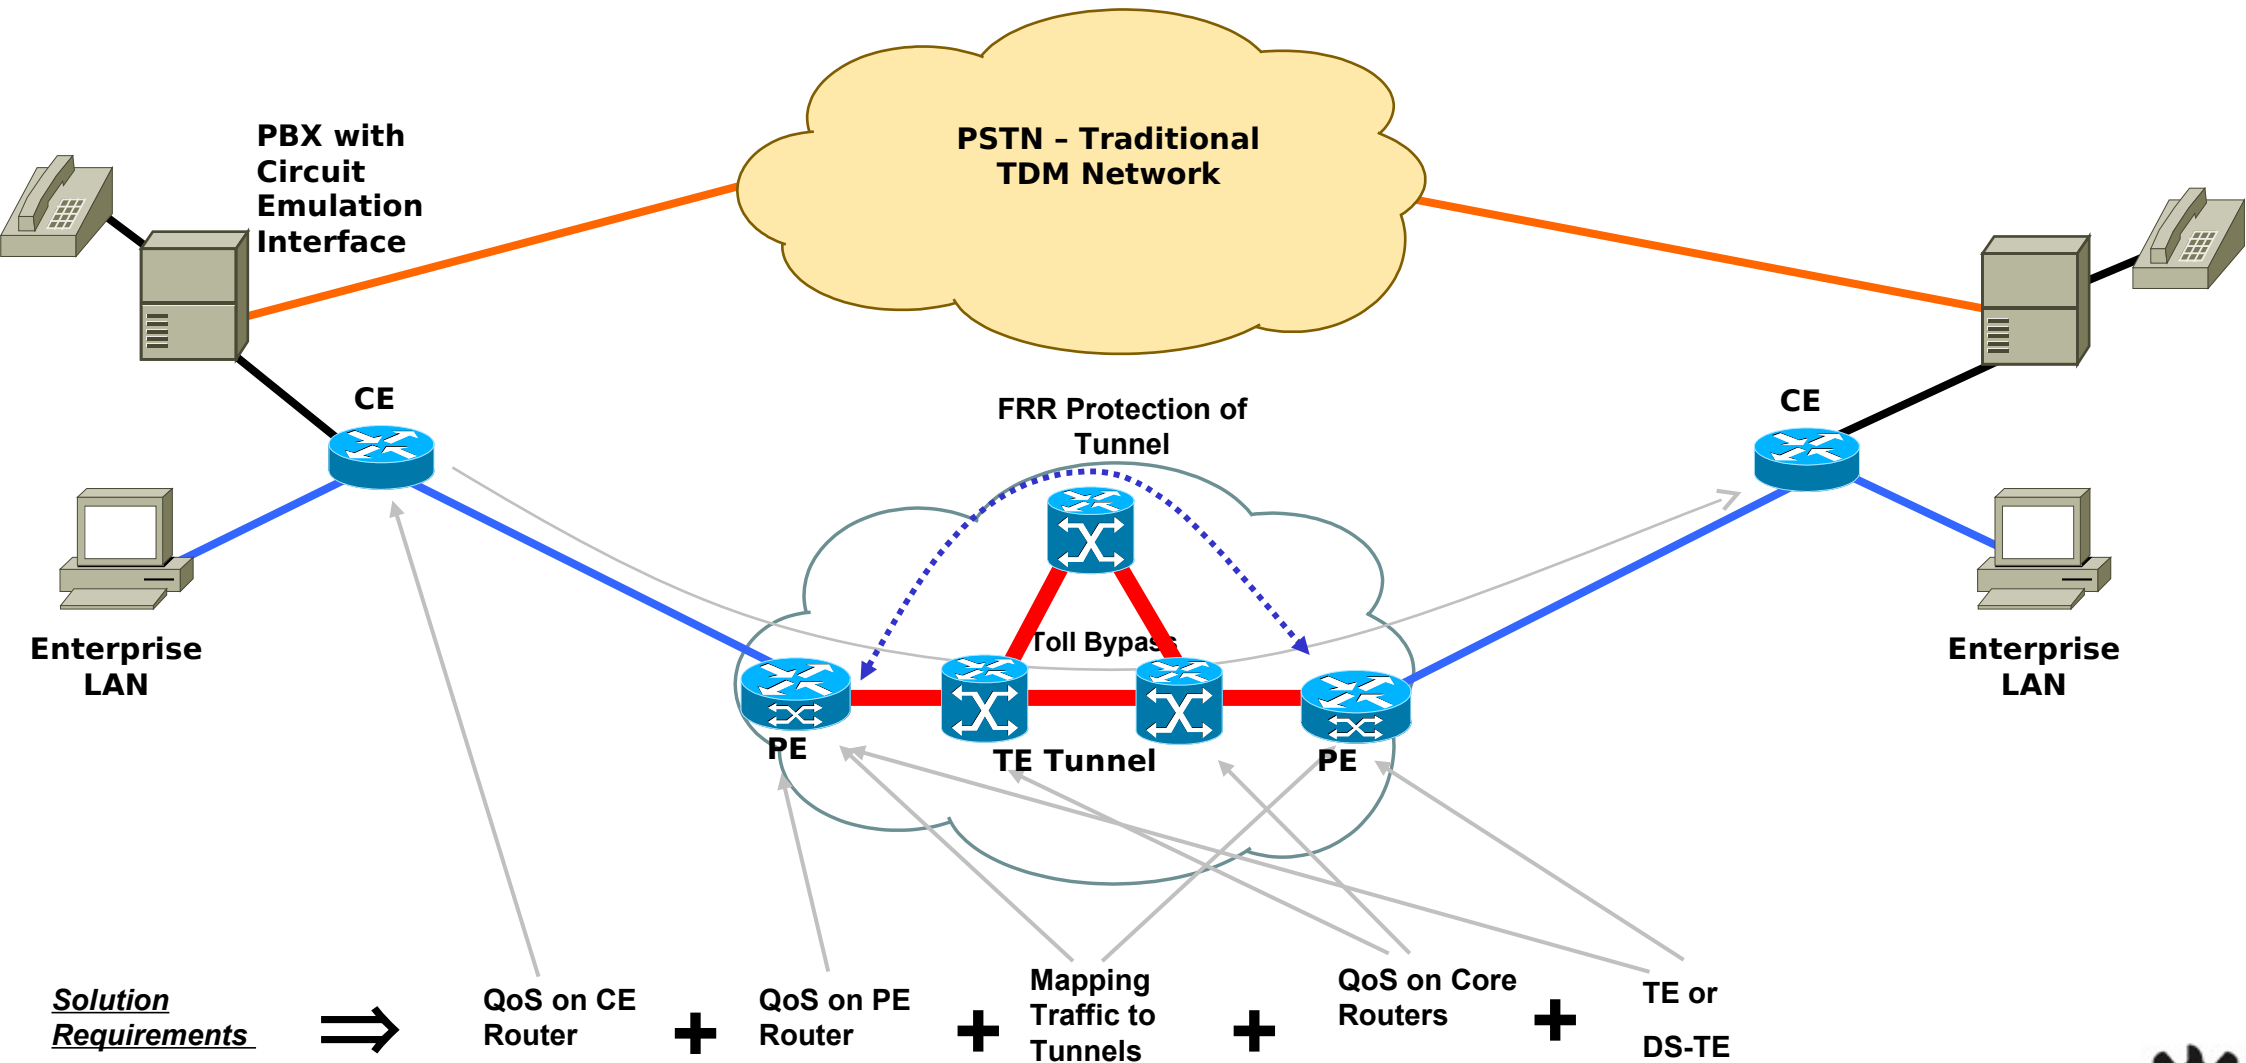 PSTN – Traditional
TDM Network
PBX with
Circuit
Emulation
Interface
CE
CE
FRR Protection of
Tunnel
Enterprise
LAN
Toll Bypass
Enterprise
LAN
PE
TE Tunnel
PE
Solution
Requirements
QoS on CE
Router
+
QoS on PE
Router
+
Mapping
Traffic to
Tunnels
+
QoS on Core
Routers
+
TE or
DS-TE